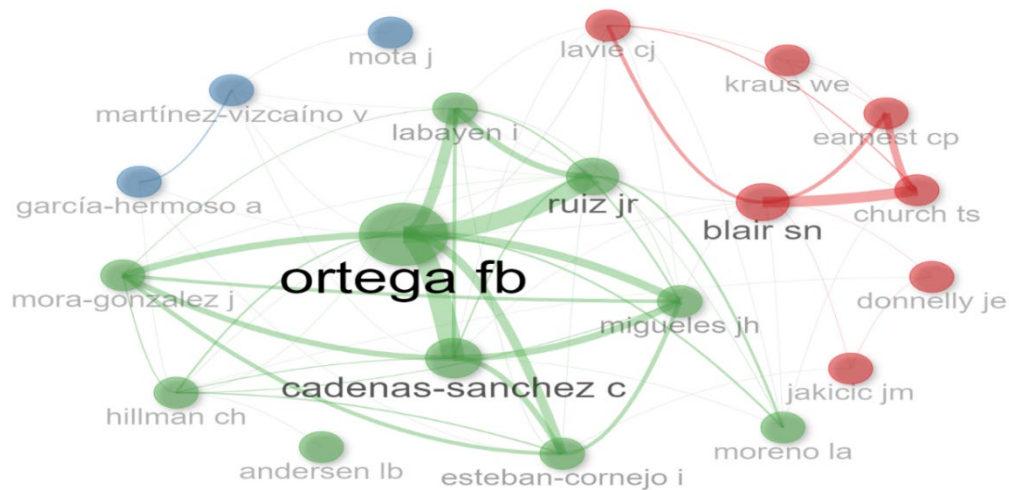 mota j
lavie cj
kraus we
martínez-vizcaíno v
labayen i
earnest cp
garcía-hermoso a
ruiz jr
church ts
blair sn
ortega fb
mora-gonzalez j
donnelly je
migueles jh
cadenas-sanchez c
jakicic jm
hillman ch
moreno la
andersen lb
esteban-cornejo i